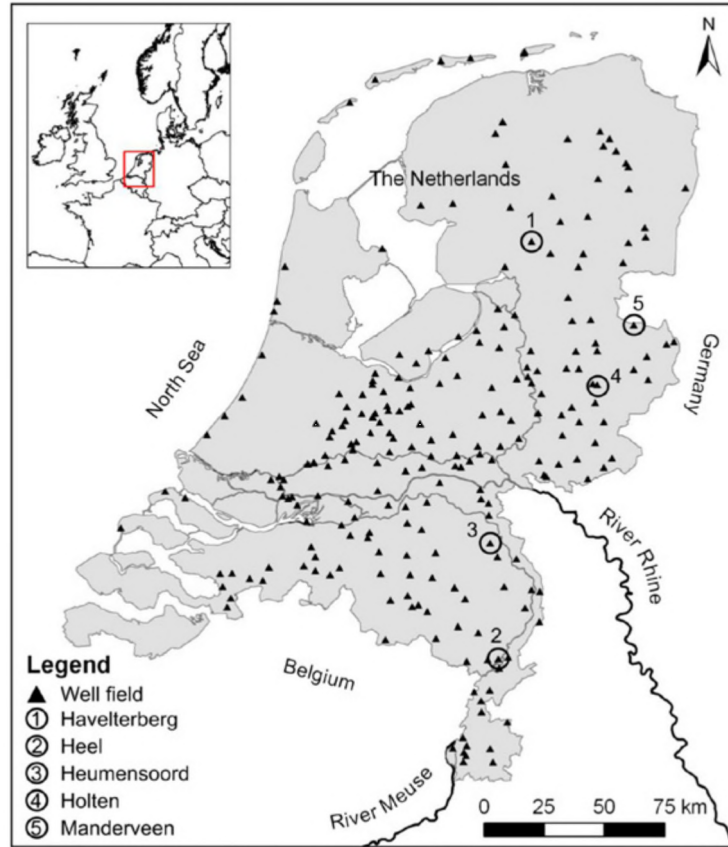 N
The Netherlands
1
5
North Sea
Germany
4
River Rhine
3
2
Belgium
River Meuse
Legend
Well field
1 Havelterberg
2 Heel
3 Heumensoord
4 Holten
5 Manderveen
0 25 50 75 km